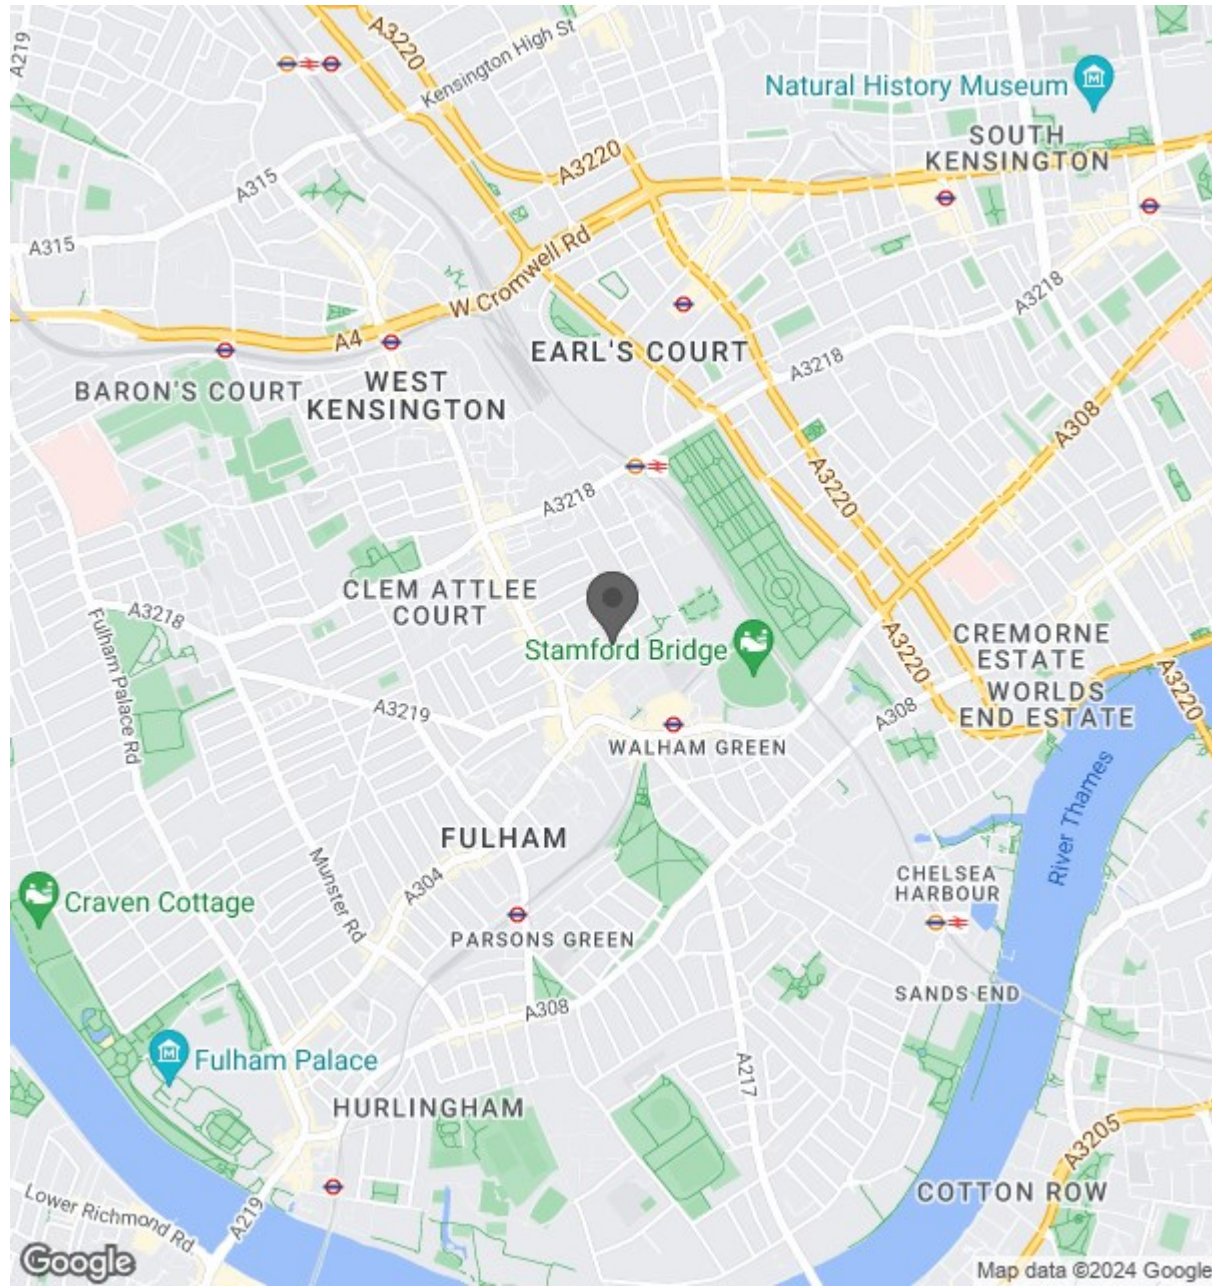 A219
A3220
Kensington High St
Natural History Museum
SOUTH
KENSINGTON
A3220
A315
A315
W Cromwell Rd
A3218
A4
EARL'S COURT
A3218
BARON'S COURT
WEST
KENSINGTON
A308
A3220
A3218
CLEM ATTLEE
COURT
A3218
Fulham Palace Rd
Stamford Bridge
A3220
CREMORNE
ESTATE
WORLDS
END ESTATE
A3220
A3219
A308
WALHAM GREEN
River Thames
FULHAM
Munster Rd
A304
CHELSEA
HARBOUR
Craven Cottage
PARSONS GREEN
SANDS END
A308
Fulham Palace
A217
HURLINGHAM
A3205
COTTON ROW
Lower Richmond Rd
A219
Google
Map data ©2024 Google